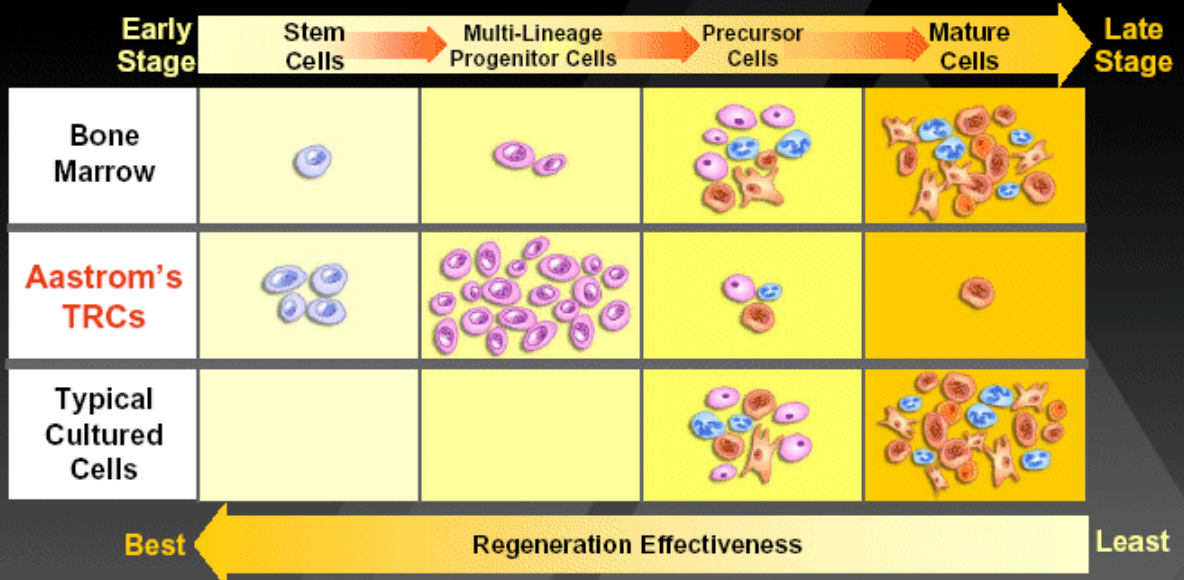 Early
Stage
Stem
Cells
Multi-Lineage
Progenitor Cells
Precursor
Cells
Mature
Cells
Late
Stage
Bone
Marrow
Aastrom's
TRCs
Typical
Cultured
Cells
Best
Regeneration Effectiveness
Least